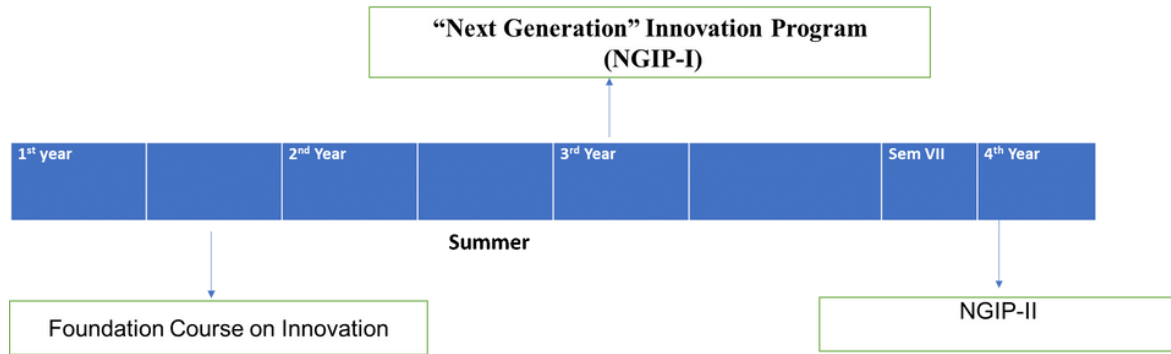 “Next Generation” Innovation Program
(NGIP-I)
1st year
2nd Year
3rd Year
Sem VII
4th Year
Summer
Foundation Course on Innovation
NGIP-II